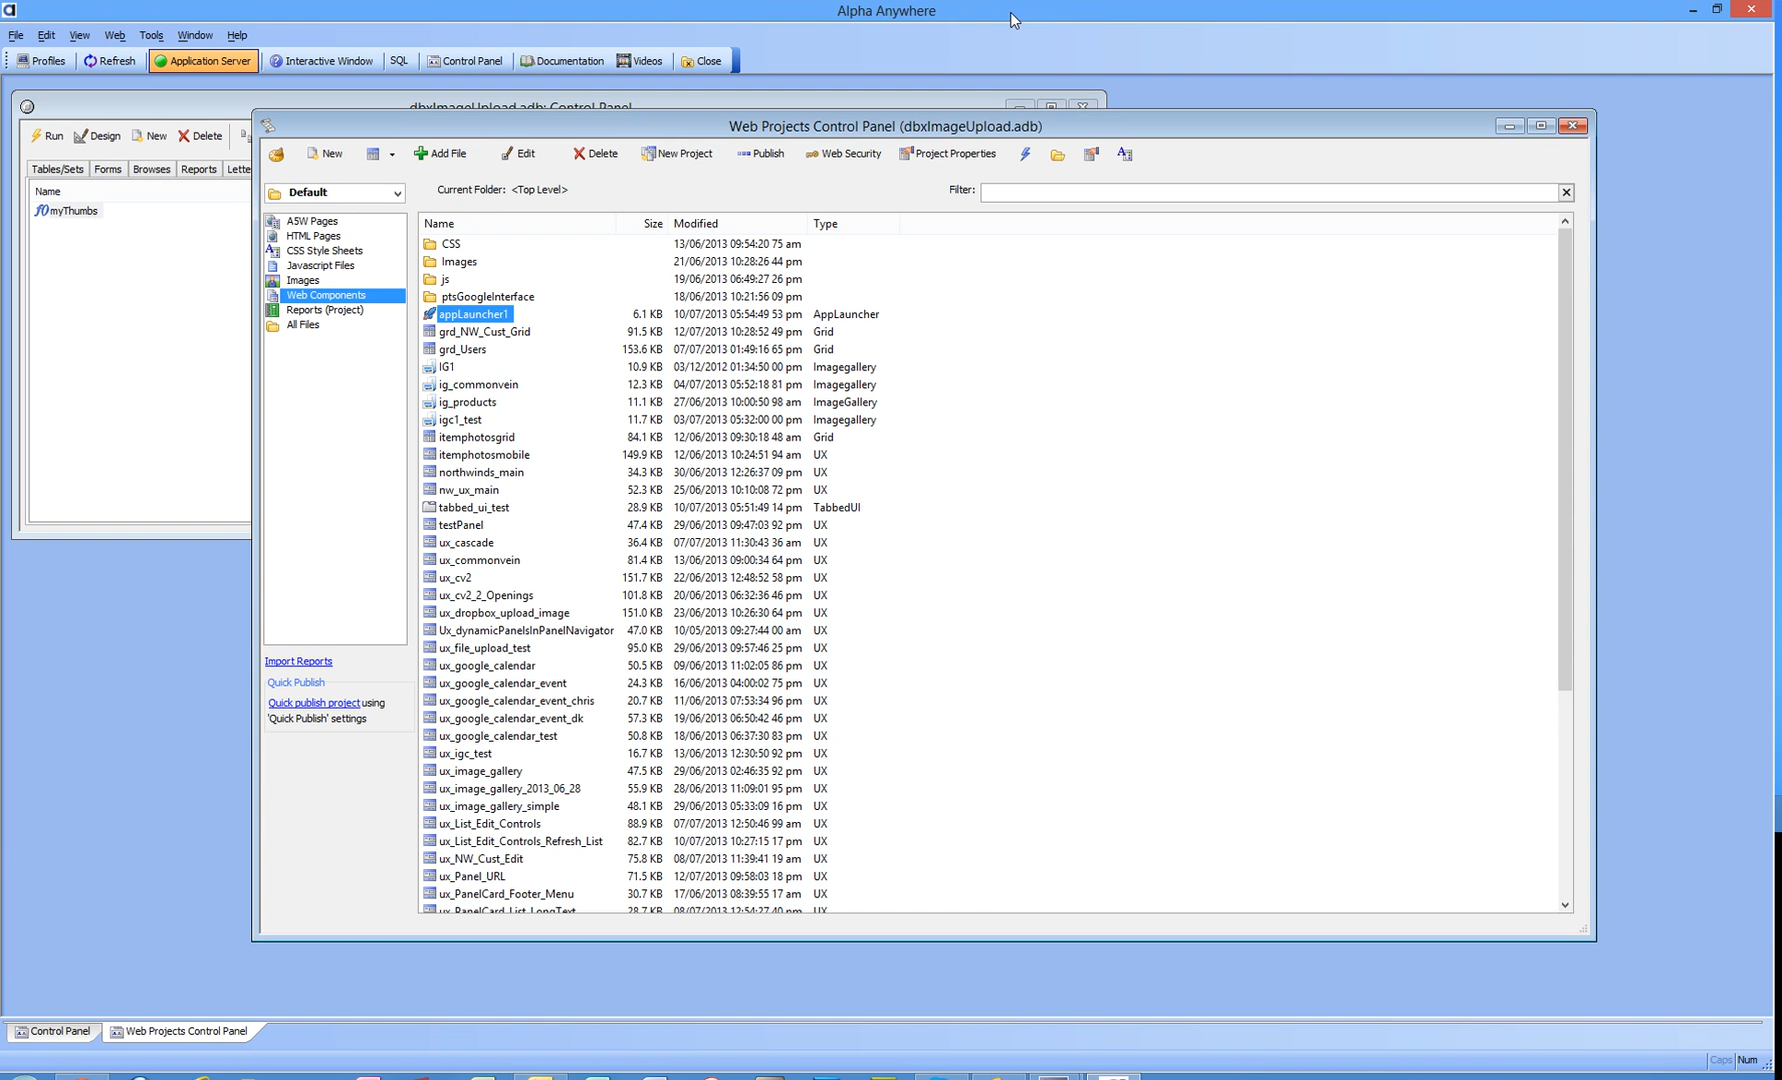 Alpha Anywhere
File Edit View Web Tools Window Help
Profiles Refresh Application Server Interactive Window SQL Control Panel Documentation Videos Close
dbxImageUpload.adb: Control Panel
Run Design New Delete
Tables/Sets Forms Browses Reports Lette
Name
myThumbs
Web Projects Control Panel (dbxImageUpload.adb)
New Add File Edit Delete New Project Publish Web Security Project Properties
Default
Current Folder: <Top Level>
Filter:
A5W Pages
HTML Pages
CSS Style Sheets
Javascript Files
Images
Web Components
Reports (Project)
All Files
Import Reports
Quick Publish
Quick publish project using
'Quick Publish' settings
Name Size Modified Type
CSS 13/06/2013 09:54:20 75 am
Images 21/06/2013 10:28:26 44 pm
js 19/06/2013 06:49:27 26 pm
ptsGoogleInterface 18/06/2013 10:21:56 09 pm
appLauncher1 6.1 KB 10/07/2013 05:54:49 53 pm AppLauncher
grd_NW_Cust_Grid 91.5 KB 12/07/2013 10:28:52 49 pm Grid
grd_Users 153.6 KB 07/07/2013 01:49:16 65 pm Grid
IG1 10.9 KB 03/12/2012 01:34:50 00 pm Imagegallery
ig_commonvein 12.3 KB 04/07/2013 05:52:18 81 pm Imagegallery
ig_products 11.1 KB 27/06/2013 10:00:50 98 am ImageGallery
igc1_test 11.7 KB 03/07/2013 05:32:00 00 pm Imagegallery
itemphotosgrid 84.1 KB 12/06/2013 09:30:18 48 am Grid
itemphotosmobile 149.9 KB 12/06/2013 10:24:51 94 am UX
northwinds_main 34.3 KB 30/06/2013 12:26:37 09 pm UX
nw_ux_main 52.3 KB 25/06/2013 10:10:08 72 pm UX
tabbed_ui_test 28.9 KB 10/07/2013 05:51:49 14 pm TabbedUI
testPanel 47.4 KB 29/06/2013 09:47:03 92 pm UX
ux_cascade 36.4 KB 07/07/2013 11:30:43 36 am UX
ux_commonvein 81.4 KB 13/06/2013 09:00:34 64 pm UX
ux_cv2 151.7 KB 22/06/2013 12:48:52 58 pm UX
ux_cv2_2_Openings 101.8 KB 20/06/2013 06:32:36 46 pm UX
ux_dropbox_upload_image 151.0 KB 23/06/2013 10:26:30 64 pm UX
Ux_dynamicPanelsInPanelNavigator 47.0 KB 10/05/2013 09:27:44 00 am UX
ux_file_upload_test 95.0 KB 29/06/2013 09:57:46 25 pm UX
ux_google_calendar 50.5 KB 09/06/2013 11:02:05 86 pm UX
ux_google_calendar_event 24.3 KB 16/06/2013 04:00:02 75 pm UX
ux_google_calendar_event_chris 20.7 KB 11/06/2013 07:53:34 96 pm UX
ux_google_calendar_event_dk 57.3 KB 19/06/2013 06:50:42 46 pm UX
ux_google_calendar_test 50.8 KB 18/06/2013 06:37:30 83 pm UX
ux_igc_test 16.7 KB 13/06/2013 12:30:50 92 pm UX
ux_image_gallery 47.5 KB 29/06/2013 02:46:35 92 pm UX
ux_image_gallery_2013_06_28 55.9 KB 28/06/2013 11:09:01 95 pm UX
ux_image_gallery_simple 48.1 KB 29/06/2013 05:33:09 16 pm UX
ux_List_Edit_Controls 88.9 KB 07/07/2013 12:50:46 99 am UX
ux_List_Edit_Controls_Refresh_List 82.7 KB 10/07/2013 10:27:15 17 pm UX
ux_NW_Cust_Edit 75.8 KB 08/07/2013 11:39:41 19 am UX
ux_Panel_URL 71.5 KB 12/07/2013 09:58:03 18 pm UX
ux_PanelCard_Footer_Menu 30.7 KB 17/06/2013 08:39:55 17 am UX
ux_PanelCard_List_LongText 28.7 KB 08/07/2013 12:54:27 40 pm UX
Control Panel Web Projects Control Panel
Caps Num